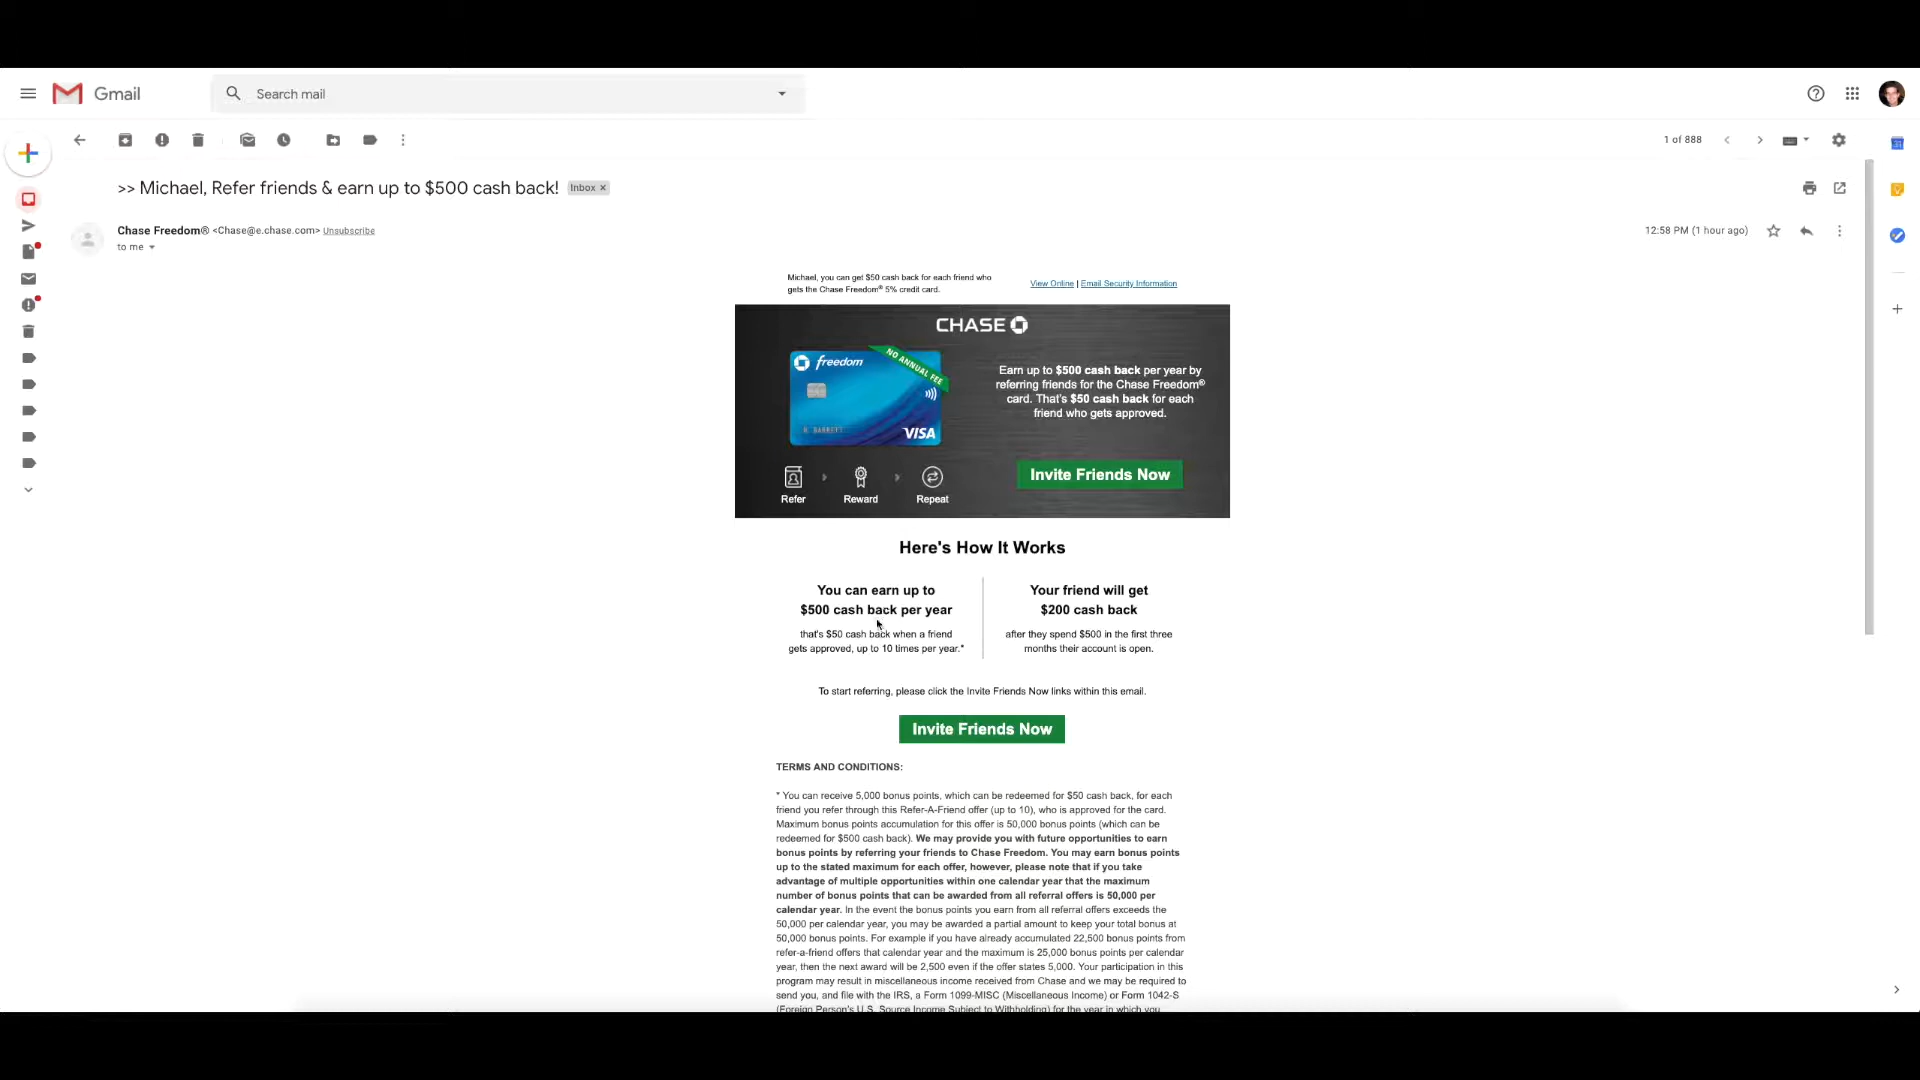 Gmail
Search mail
1 of 888
>> Michael, Refer friends & earn up to $500 cash back! Inbox ×
Chase Freedom® <Chase@e.chase.com> Unsubscribe
12:58 PM (1 hour ago)
to me
Michael, you can get $50 cash back for each friend who
gets the Chase Freedom® 5% credit card.
View Online | Email Security Information
CHASE
freedom
NO ANNUAL FEE
D. BARRETT
VISA
Earn up to $500 cash back per year by
referring friends for the Chase Freedom®
card. That's $50 cash back for each
friend who gets approved.
Refer
Reward
Repeat
Invite Friends Now
Here's How It Works
You can earn up to
$500 cash back per year
that's $50 cash back when a friend
gets approved, up to 10 times per year.*
Your friend will get
$200 cash back
after they spend $500 in the first three
months their account is open.
To start referring, please click the Invite Friends Now links within this email.
Invite Friends Now
TERMS AND CONDITIONS:
* You can receive 5,000 bonus points, which can be redeemed for $50 cash back, for each
friend you refer through this Refer-A-Friend offer (up to 10), who is approved for the card.
Maximum bonus points accumulation for this offer is 50,000 bonus points (which can be
redeemed for $500 cash back). We may provide you with future opportunities to earn
bonus points by referring your friends to Chase Freedom. You may earn bonus points
up to the stated maximum for each offer, however, please note that if you take
advantage of multiple opportunities within one calendar year that the maximum
number of bonus points that can be awarded from all referral offers is 50,000 per
calendar year. In the event the bonus points you earn from all referral offers exceeds the
50,000 per calendar year, you may be awarded a partial amount to keep your total bonus at
50,000 bonus points. For example if you have already accumulated 22,500 bonus points from
refer-a-friend offers that calendar year and the maximum is 25,000 bonus points per calendar
year, then the next award will be 2,500 even if the offer states 5,000. Your participation in this
program may result in miscellaneous income received from Chase and we may be required to
send you, and file with the IRS, a Form 1099-MISC (Miscellaneous Income) or Form 1042-S
(Foreign Person's U.S. Source Income Subject to Withholding) for the year in which you